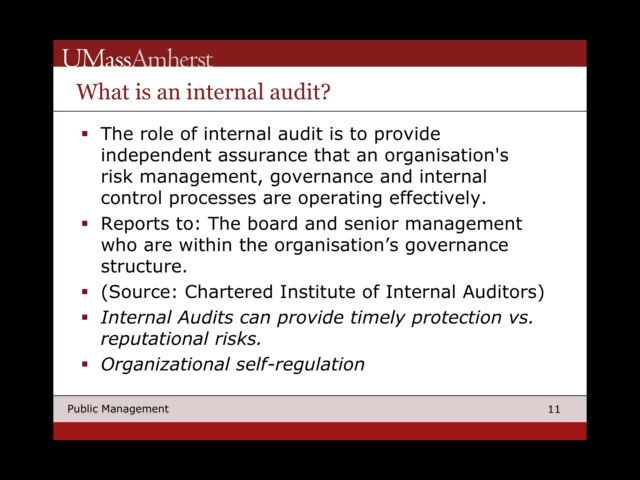 UMassAmherst
What is an internal audit?
▪ The role of internal audit is to provide
independent assurance that an organisation's
risk management, governance and internal
control processes are operating effectively.
▪ Reports to: The board and senior management
who are within the organisation’s governance
structure.
▪ (Source: Chartered Institute of Internal Auditors)
▪ Internal Audits can provide timely protection vs.
reputational risks.
▪ Organizational self-regulation
Public Management 11